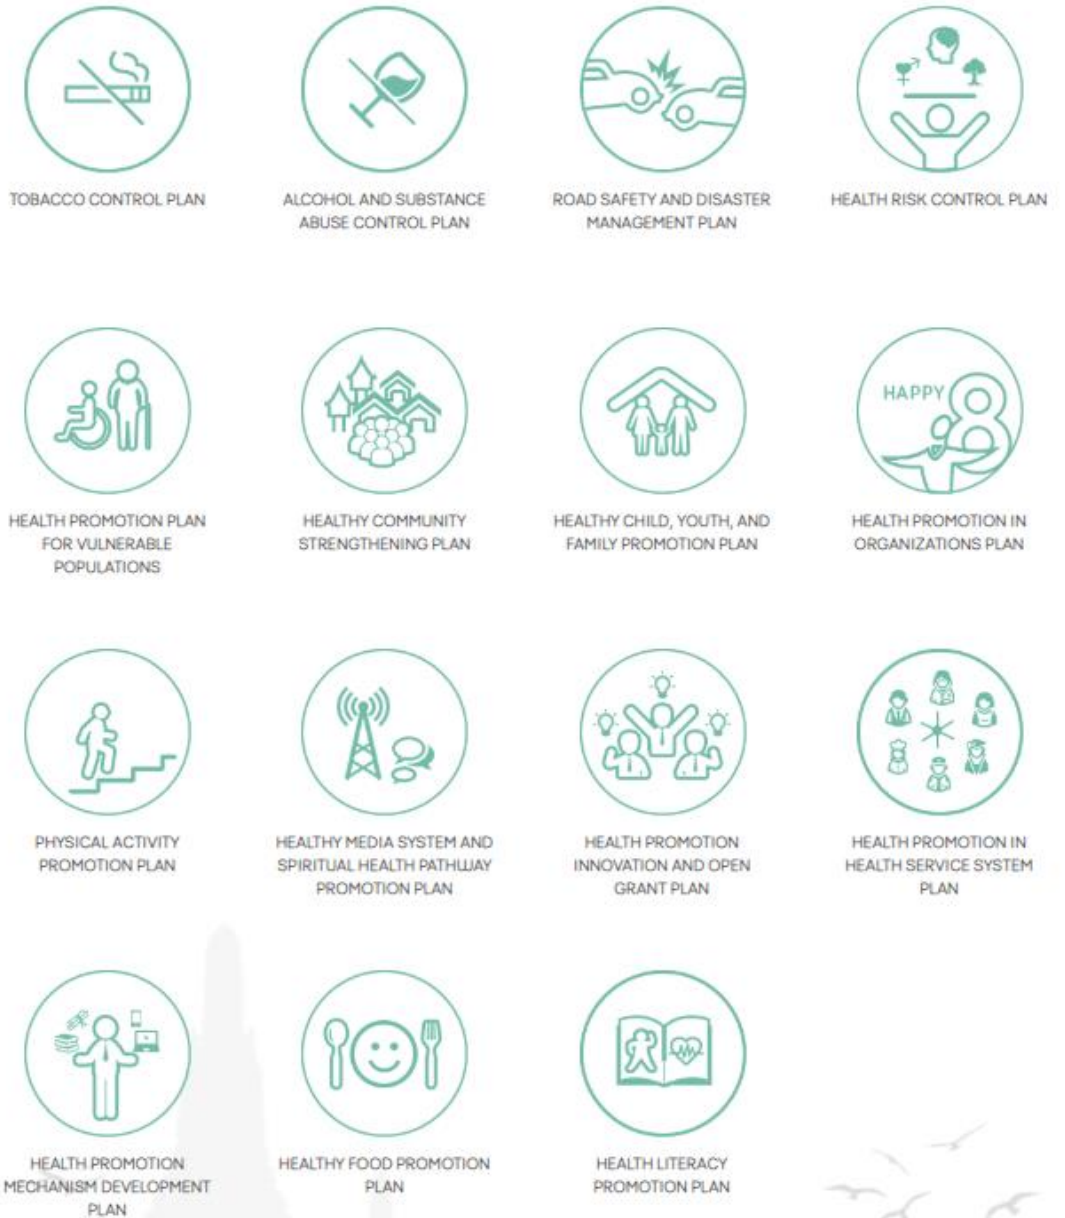 TOBACCO CONTROL PLAN
ALCOHOL AND SUBSTANCE
ABUSE CONTROL PLAN
ROAD SAFETY AND DISASTER
MANAGEMENT PLAN
HEALTH RISK CONTROL PLAN
HEALTH PROMOTION PLAN
FOR VULNERABLE
POPULATIONS
HEALTHY COMMUNITY
STRENGTHENING PLAN
HEALTHY CHILD, YOUTH, AND
FAMILY PROMOTION PLAN
HAPPY 8
HEALTH PROMOTION IN
ORGANIZATIONS PLAN
PHYSICAL ACTIVITY
PROMOTION PLAN
HEALTHY MEDIA SYSTEM AND
SPIRITUAL HEALTH PATHWAY
PROMOTION PLAN
HEALTH PROMOTION
INNOVATION AND OPEN
GRANT PLAN
HEALTH PROMOTION IN
HEALTH SERVICE SYSTEM
PLAN
HEALTH PROMOTION
MECHANISM DEVELOPMENT
PLAN
HEALTHY FOOD PROMOTION
PLAN
HEALTH LITERACY
PROMOTION PLAN